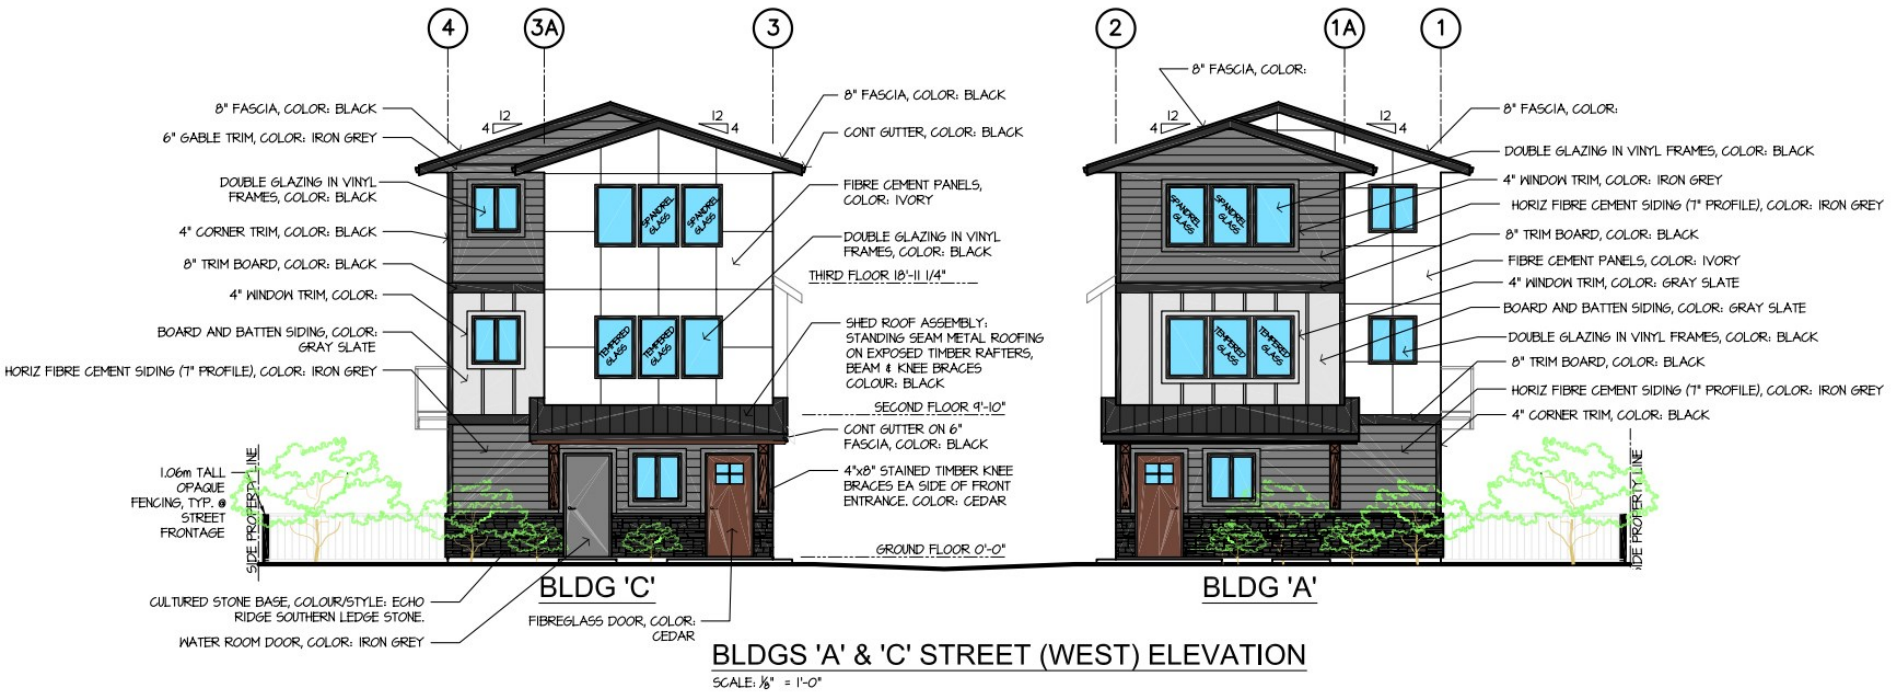 4
3A
3
2
1A
1
8" FASCIA, COLOR: BLACK
6" GABLE TRIM, COLOR: IRON GREY
DOUBLE GLAZING IN VINYL
FRAMES, COLOR: BLACK
4" CORNER TRIM, COLOR: BLACK
8" TRIM BOARD, COLOR: BLACK
4" WINDOW TRIM, COLOR:
BOARD AND BATTEN SIDING, COLOR:
GRAY SLATE
HORIZ FIBRE CEMENT SIDING (7" PROFILE), COLOR: IRON GREY
1.06m TALL
OPAQUE
FENCING, TYP. @
STREET
FRONTAGE
SIDE PROPERTY LINE
CULTURED STONE BASE, COLOUR/STYLE: ECHO
RIDGE SOUTHERN LEDGE STONE.
WATER ROOM DOOR, COLOR: IRON GREY
12
4
12
4
SPANDREL
GLASS
SPANDREL
GLASS
TEMPERED
GLASS
TEMPERED
GLASS
BLDG 'C'
FIBREGLASS DOOR, COLOR:
CEDAR
8" FASCIA, COLOR: BLACK
CONT GUTTER, COLOR: BLACK
FIBRE CEMENT PANELS,
COLOR: IVORY
DOUBLE GLAZING IN VINYL
FRAMES, COLOR: BLACK
THIRD FLOOR 18'-11 1/4"
SHED ROOF ASSEMBLY:
STANDING SEAM METAL ROOFING
ON EXPOSED TIMBER RAFTERS,
BEAM & KNEE BRACES
COLOUR: BLACK
SECOND FLOOR 9'-10"
CONT GUTTER ON 6"
FASCIA, COLOR: BLACK
4"x8" STAINED TIMBER KNEE
BRACES EA SIDE OF FRONT
ENTRANCE. COLOR: CEDAR
GROUND FLOOR 0'-0"
8" FASCIA, COLOR:
12
4
12
4
SPANDREL
GLASS
SPANDREL
GLASS
TEMPERED
GLASS
TEMPERED
GLASS
BLDG 'A'
8" FASCIA, COLOR:
DOUBLE GLAZING IN VINYL FRAMES, COLOR: BLACK
4" WINDOW TRIM, COLOR: IRON GREY
HORIZ FIBRE CEMENT SIDING (7" PROFILE), COLOR: IRON GREY
8" TRIM BOARD, COLOR: BLACK
FIBRE CEMENT PANELS, COLOR: IVORY
4" WINDOW TRIM, COLOR: GRAY SLATE
BOARD AND BATTEN SIDING, COLOR: GRAY SLATE
DOUBLE GLAZING IN VINYL FRAMES, COLOR: BLACK
8" TRIM BOARD, COLOR: BLACK
HORIZ FIBRE CEMENT SIDING (7" PROFILE), COLOR: IRON GREY
4" CORNER TRIM, COLOR: BLACK
SIDE PROPERTY LINE
BLDGS 'A' & 'C' STREET (WEST) ELEVATION
SCALE: 1/8" = 1'-0"